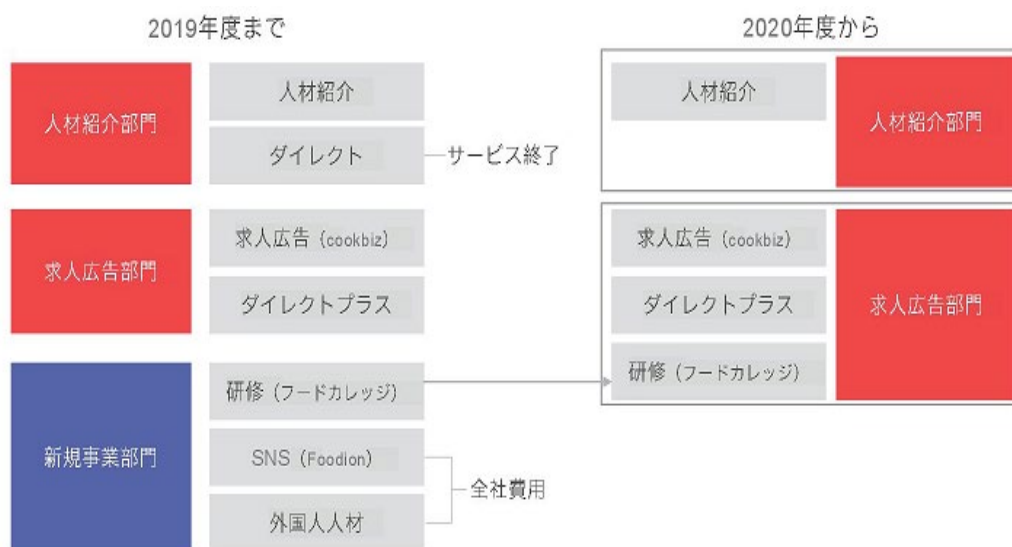 2019年度まで
2020年度から
人材紹介部門
人材紹介
ダイレクト
サービス終了
人材紹介
人材紹介部門
求人広告部門
求人広告（cookbiz）
ダイレクトプラス
求人広告（cookbiz）
ダイレクトプラス
研修（フードカレッジ）
求人広告部門
新規事業部門
研修（フードカレッジ）
SNS（Foodion）
外国人人材
全社費用